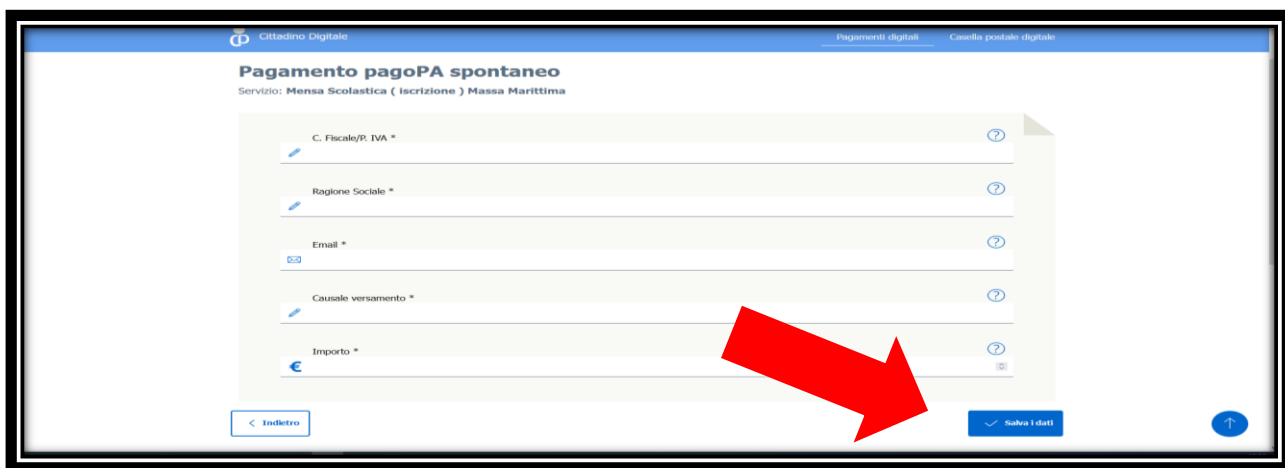 Cittadino Digitale
Pagamenti digitali Casella postale digitale
Pagamento pagoPA spontaneo
Servizio: Mensa Scolastica ( iscrizione ) Massa Marittima
C. Fiscale/P. IVA *
Ragione Sociale *
Email *
Causale versamento *
Importo *
€
< Indietro
Salva i dati